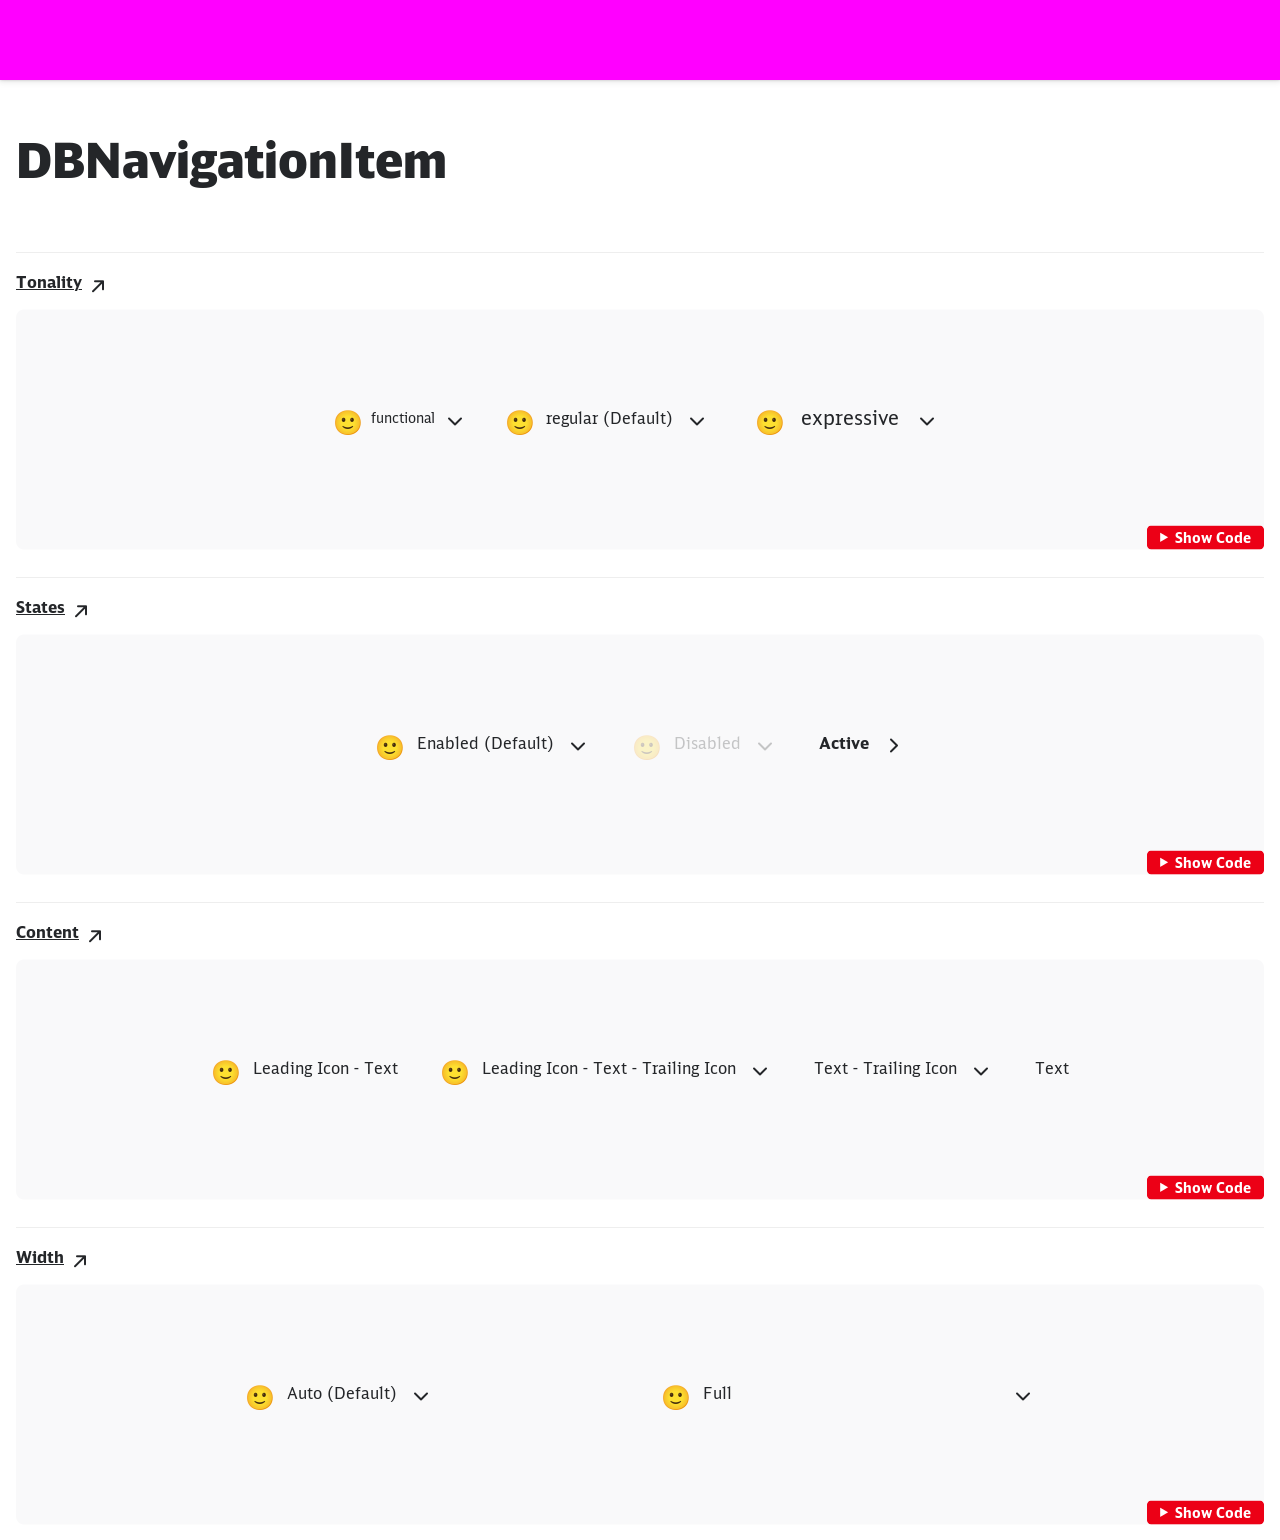 DBNavigationItem
Tonality
functional regular (Default) expressive
Show Code
States
Enabled (Default) Disabled Active
Show Code
Content
Leading Icon - Text Leading Icon - Text - Trailing Icon Text - Trailing Icon Text
Show Code
Width
Auto (Default) Full
Show Code